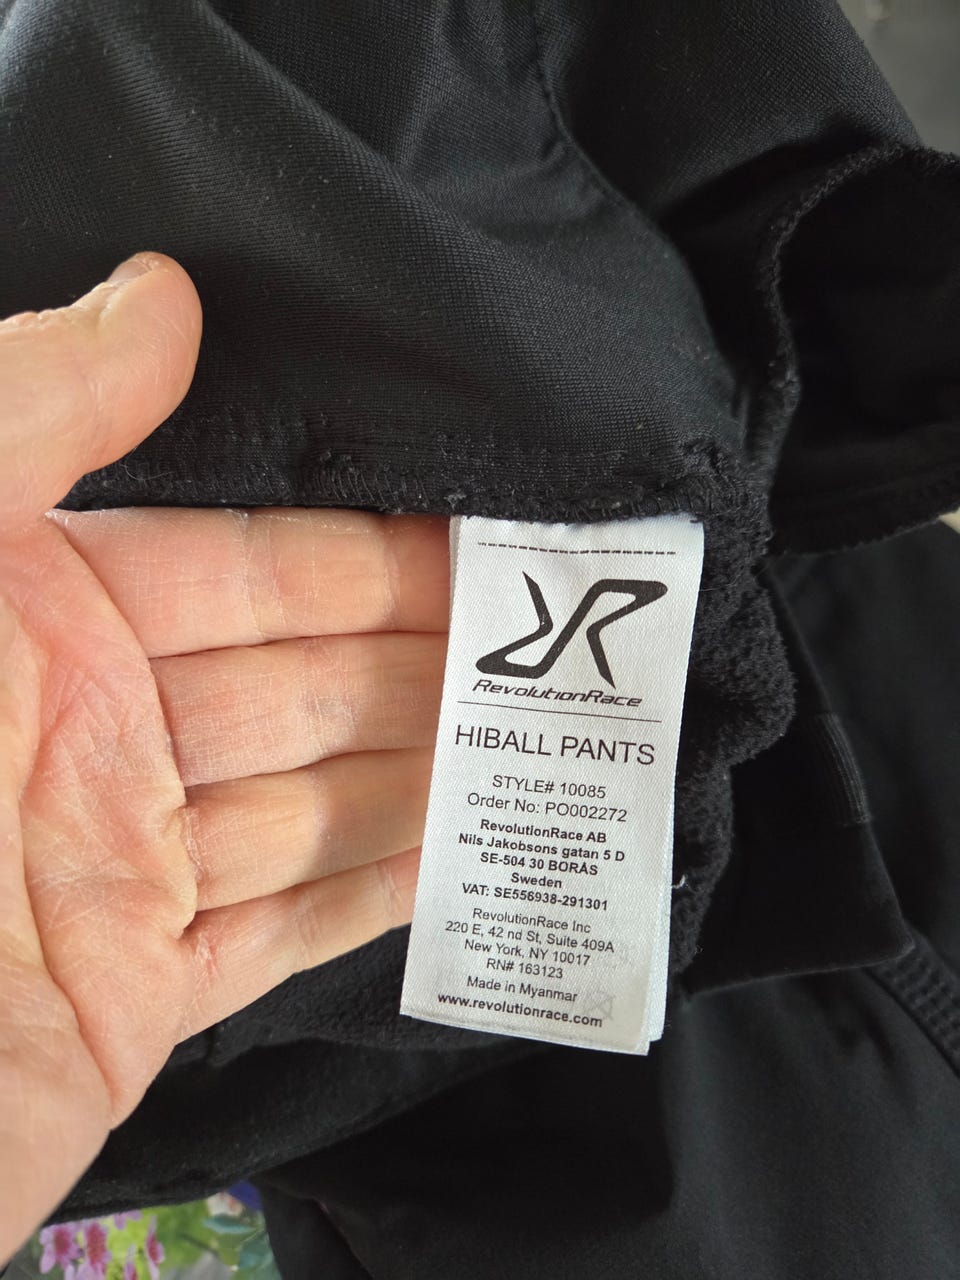 RevolutionRace
HIBALL PANTS
STYLE# 10085
Order No: PO002272
RevolutionRace AB
Nils Jakobsons gatan 5 D
SE-504 30 BORÅS
Sweden
VAT: SE556938-291301
RevolutionRace Inc
220 E, 42 nd St, Suite 409A
New York, NY 10017
RN# 163123
Made in Myanmar
www.revolutionrace.com